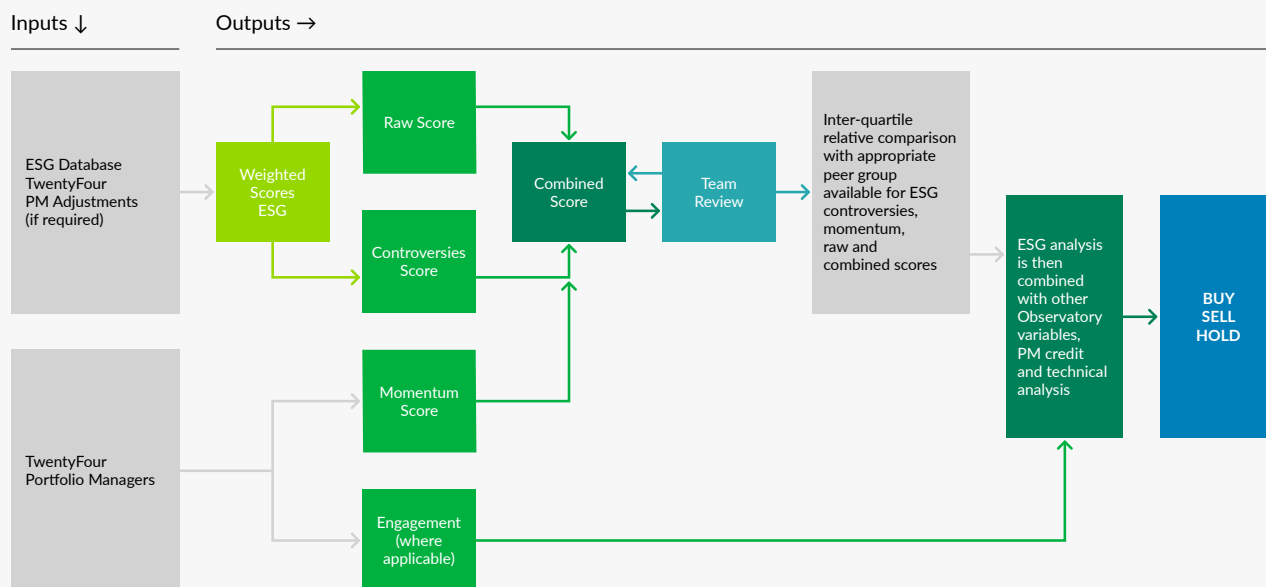 Inputs ↓
Outputs →
ESG Database
TwentyFour
PM Adjustments
(if required)
Weighted
Scores
ESG
Raw Score
Controversies
Score
Combined
Score
Team
Review
Inter-quartile
relative comparison
with appropriate
peer group
available for ESG
controversies,
momentum,
raw and
combined scores
ESG analysis
is then
combined
with other
Observatory
variables,
PM credit
and technical
analysis
BUY
SELL
HOLD
TwentyFour
Portfolio Managers
Momentum
Score
Engagement
(where
applicable)